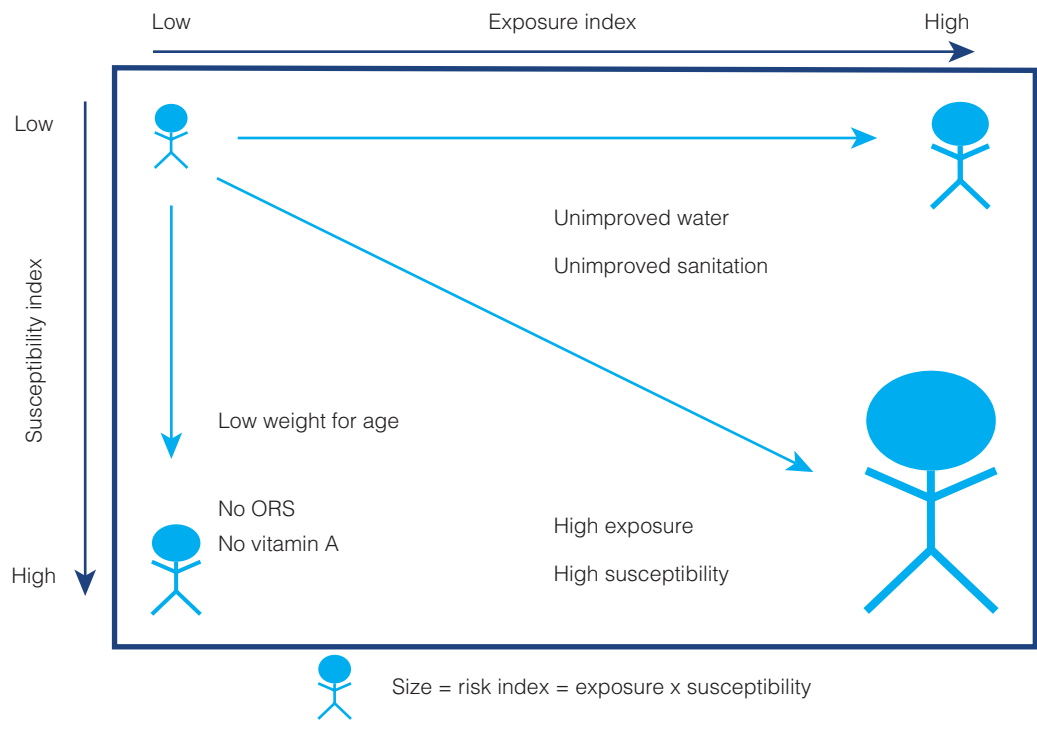 Low
Exposure index
High
Low
Susceptibility index
High
Unimproved water
Unimproved sanitation
Low weight for age
No ORS
No vitamin A
High exposure
High susceptibility
Size = risk index = exposure x susceptibility